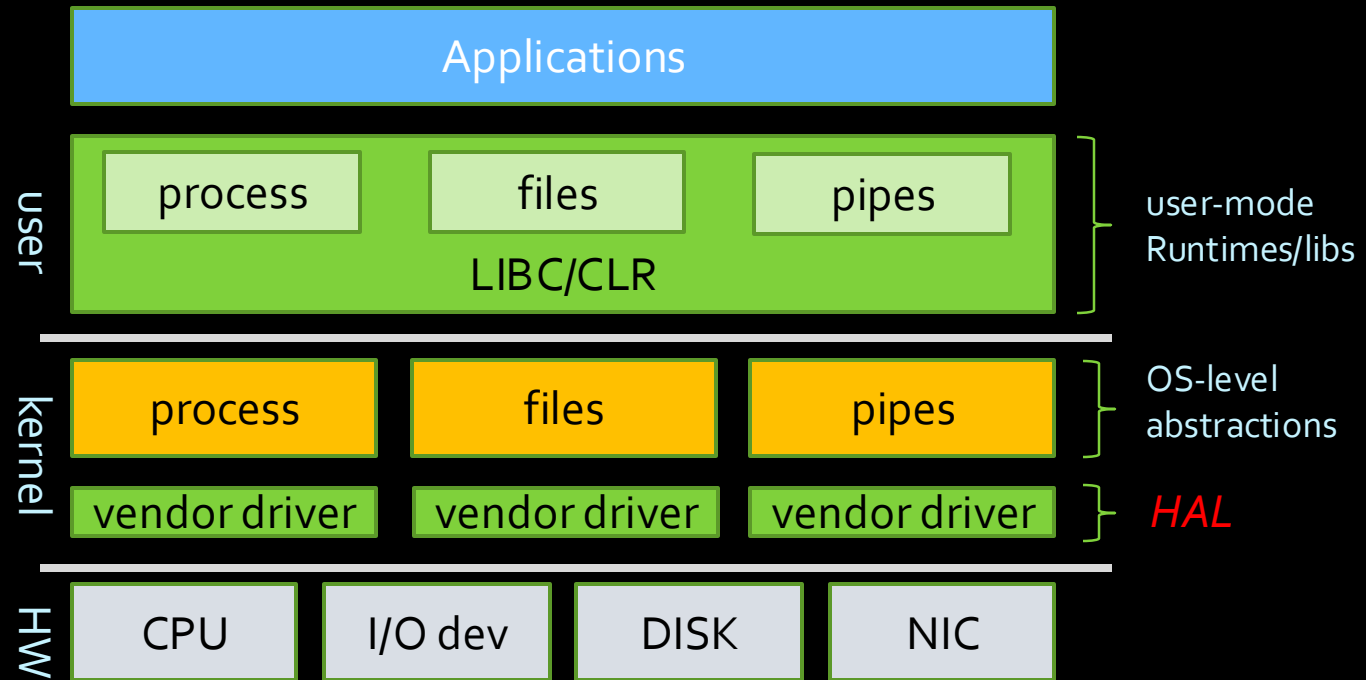 Applications
user
process
files
pipes
LIBC/CLR
user-mode
Runtimes/libs
kernel
process
files
pipes
OS-level
abstractions
vendor driver
vendor driver
vendor driver
HAL
HW
CPU
I/O dev
DISK
NIC